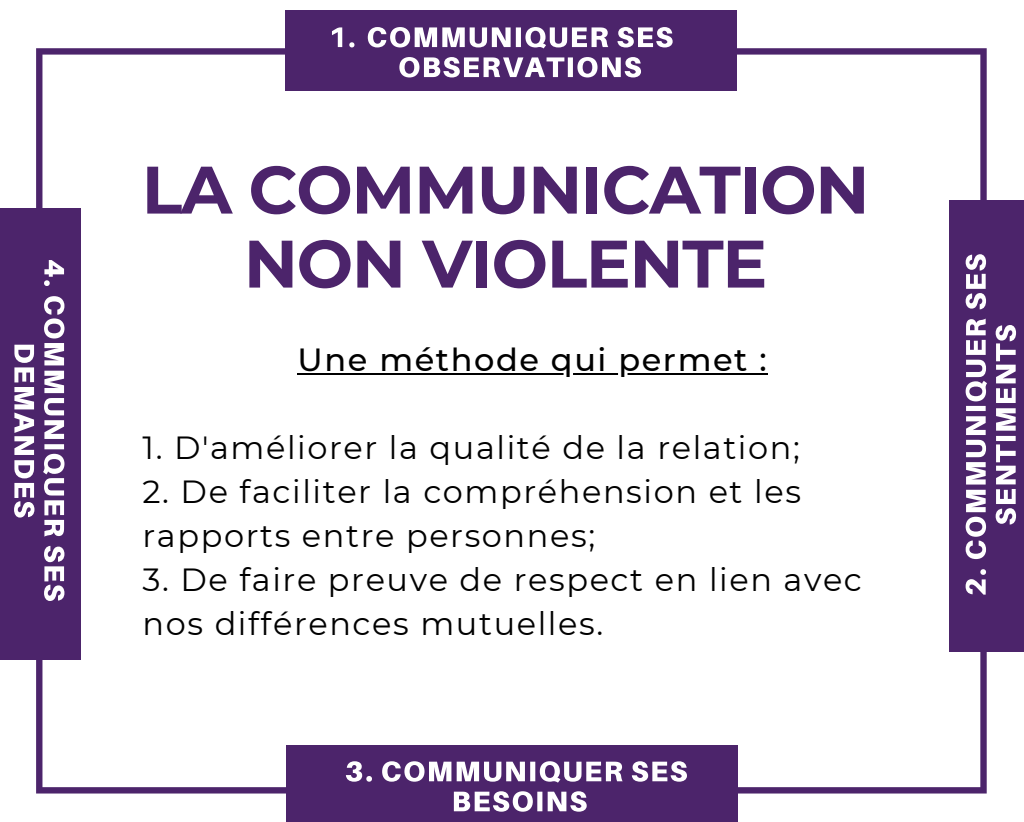 1. COMMUNIQUER SES
OBSERVATIONS
LA COMMUNICATION
NON VIOLENTE
Une méthode qui permet :
1. D'améliorer la qualité de la relation;
2. De faciliter la compréhension et les
rapports entre personnes;
3. De faire preuve de respect en lien avec
nos différences mutuelles.
2. COMMUNIQUER SES
SENTIMENTS
3. COMMUNIQUER SES
BESOINS
4. COMMUNIQUER SES
DEMANDES